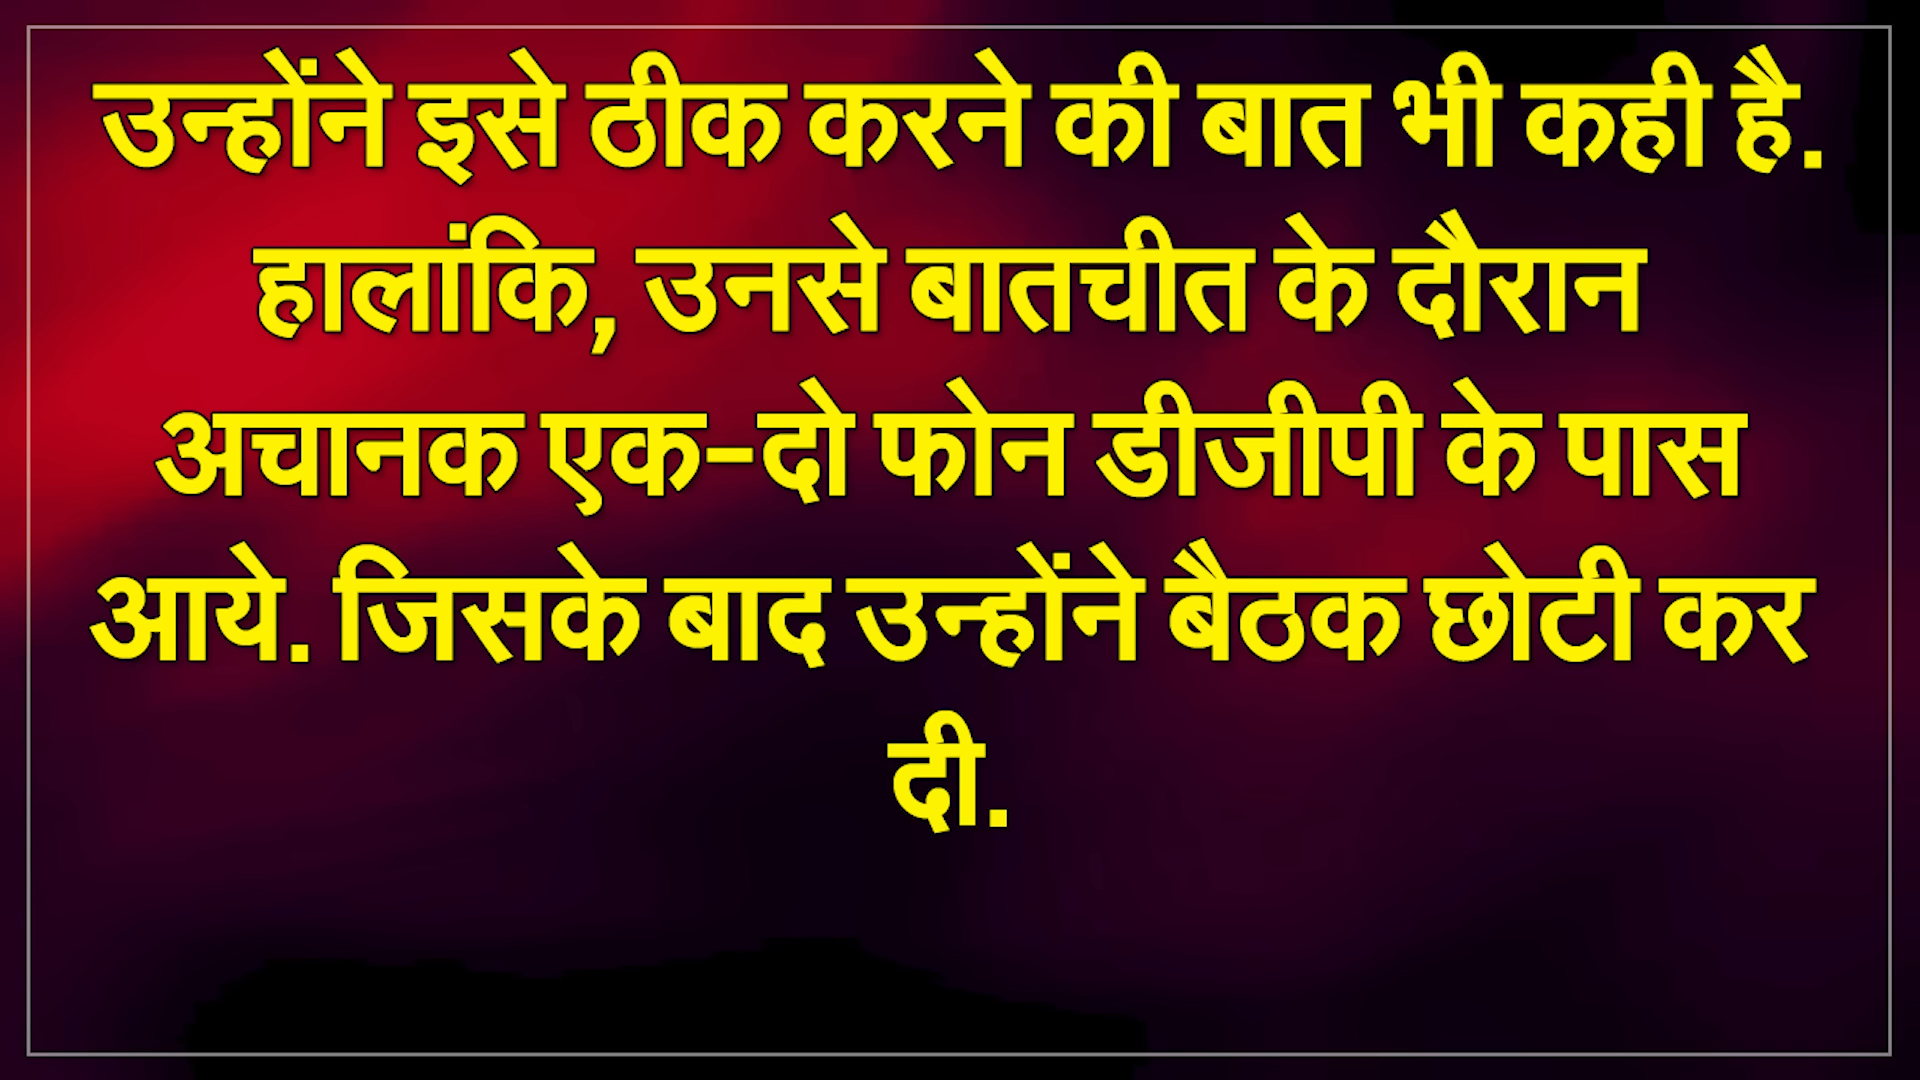 उन्होंने इसे ठीक करने की बात भी कही है.
हालांकि, उनसे बातचीत के दौरान
अचानक एक-दो फोन डीजीपी के पास
आये. जिसके बाद उन्होंने बैठक छोटी कर
दी.